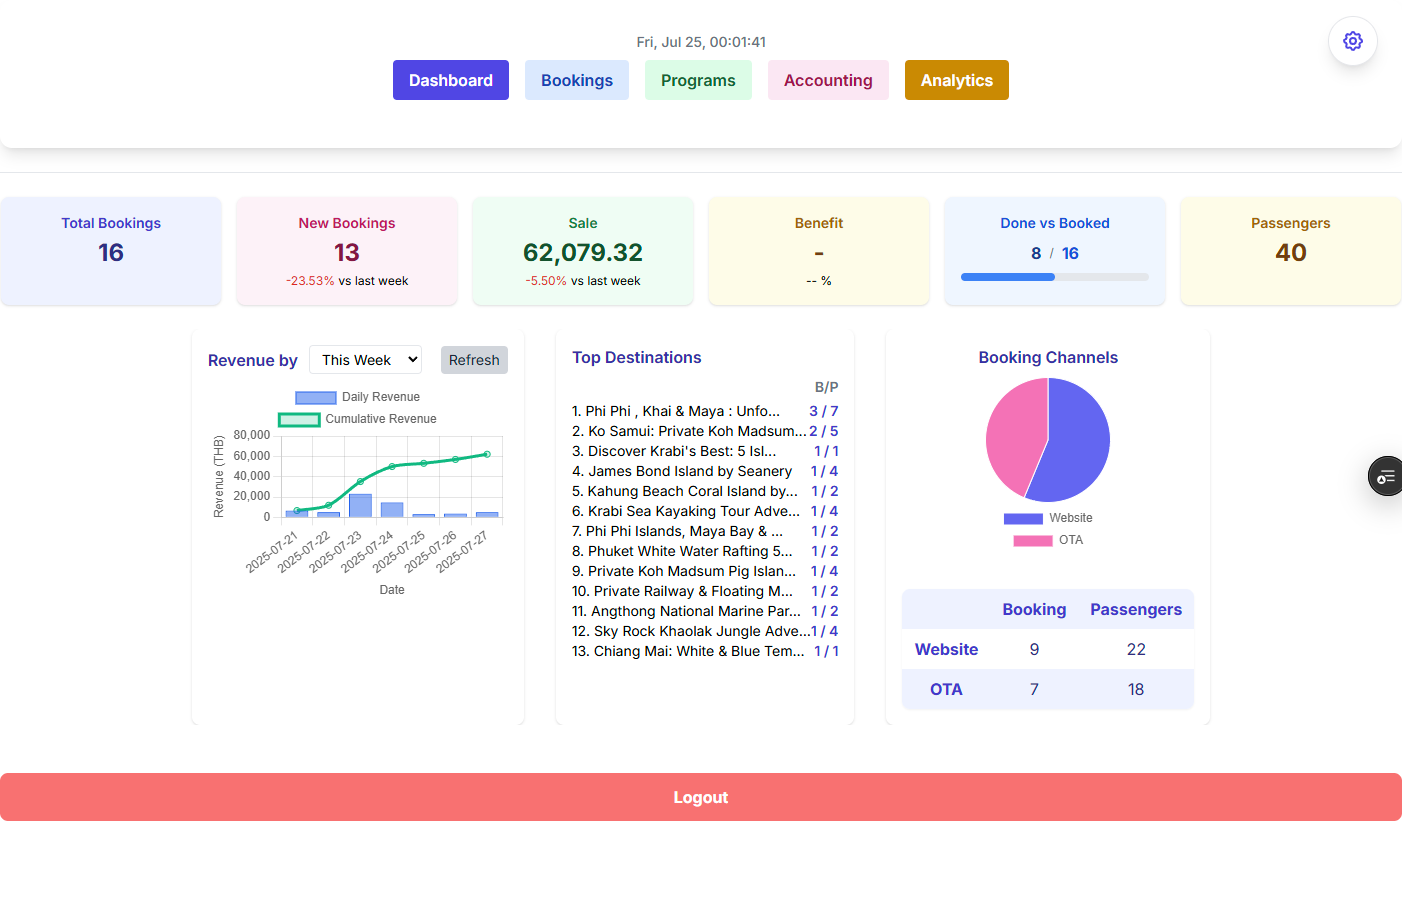 Fri, Jul 25, 00:01:41
Dashboard Bookings Programs Accounting Analytics
Total Bookings
16
New Bookings
13
-23.53% vs last week
Sale
62,079.32
-5.50% vs last week
Benefit
-
-- %
Done vs Booked
8 / 16
Passengers
40
Revenue by This Week Refresh
Daily Revenue
Cumulative Revenue
Revenue (THB)
80,000
60,000
40,000
20,000
0
2025-07-21 2025-07-22 2025-07-23 2025-07-24 2025-07-25 2025-07-26 2025-07-27
Date
Top Destinations
B/P
1. Phi Phi , Khai & Maya : Unfo... 3 / 7
2. Ko Samui: Private Koh Madsum... 2 / 5
3. Discover Krabi's Best: 5 Isl... 1 / 1
4. James Bond Island by Seanery 1 / 4
5. Kahung Beach Coral Island by... 1 / 2
6. Krabi Sea Kayaking Tour Adve... 1 / 4
7. Phi Phi Islands, Maya Bay & ... 1 / 2
8. Phuket White Water Rafting 5... 1 / 2
9. Private Koh Madsum Pig Islan... 1 / 4
10. Private Railway & Floating M... 1 / 2
11. Angthong National Marine Par... 1 / 2
12. Sky Rock Khaolak Jungle Adve... 1 / 4
13. Chiang Mai: White & Blue Tem... 1 / 1
Booking Channels
Website
OTA
Booking Passengers
Website 9 22
OTA 7 18
Logout